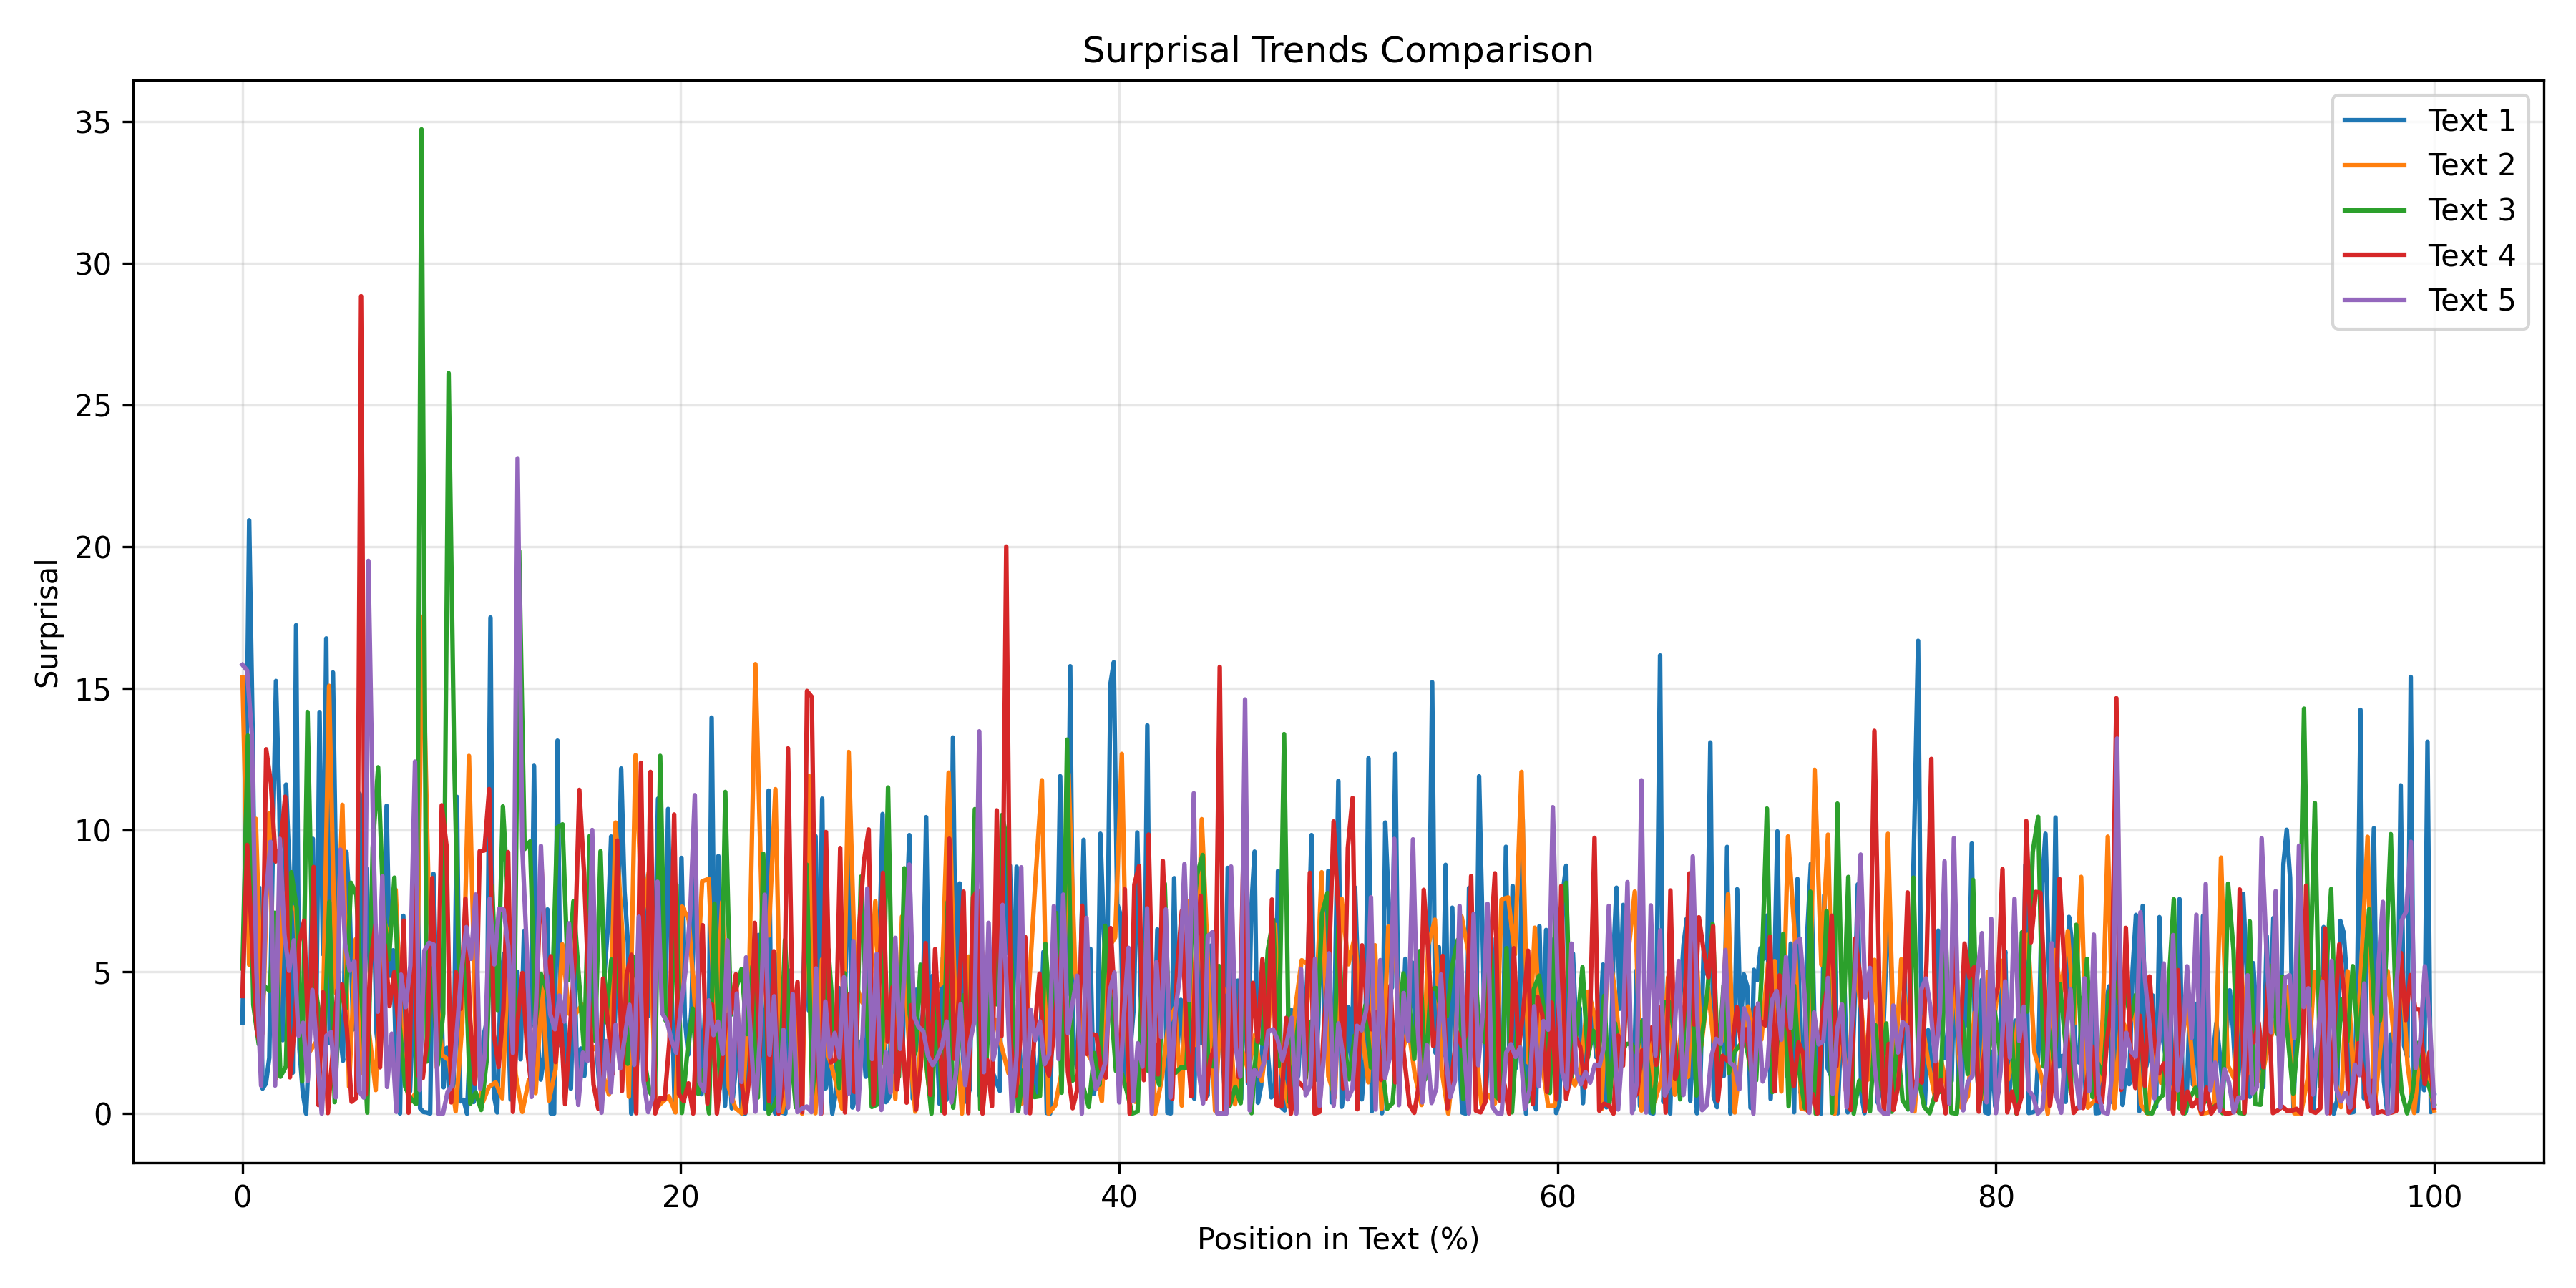 Surprisal Trends Comparison
35
30
25
20
15
10
5
0
Surprisal
0 20 40 60 80 100
Position in Text (%)
Text 1
Text 2
Text 3
Text 4
Text 5